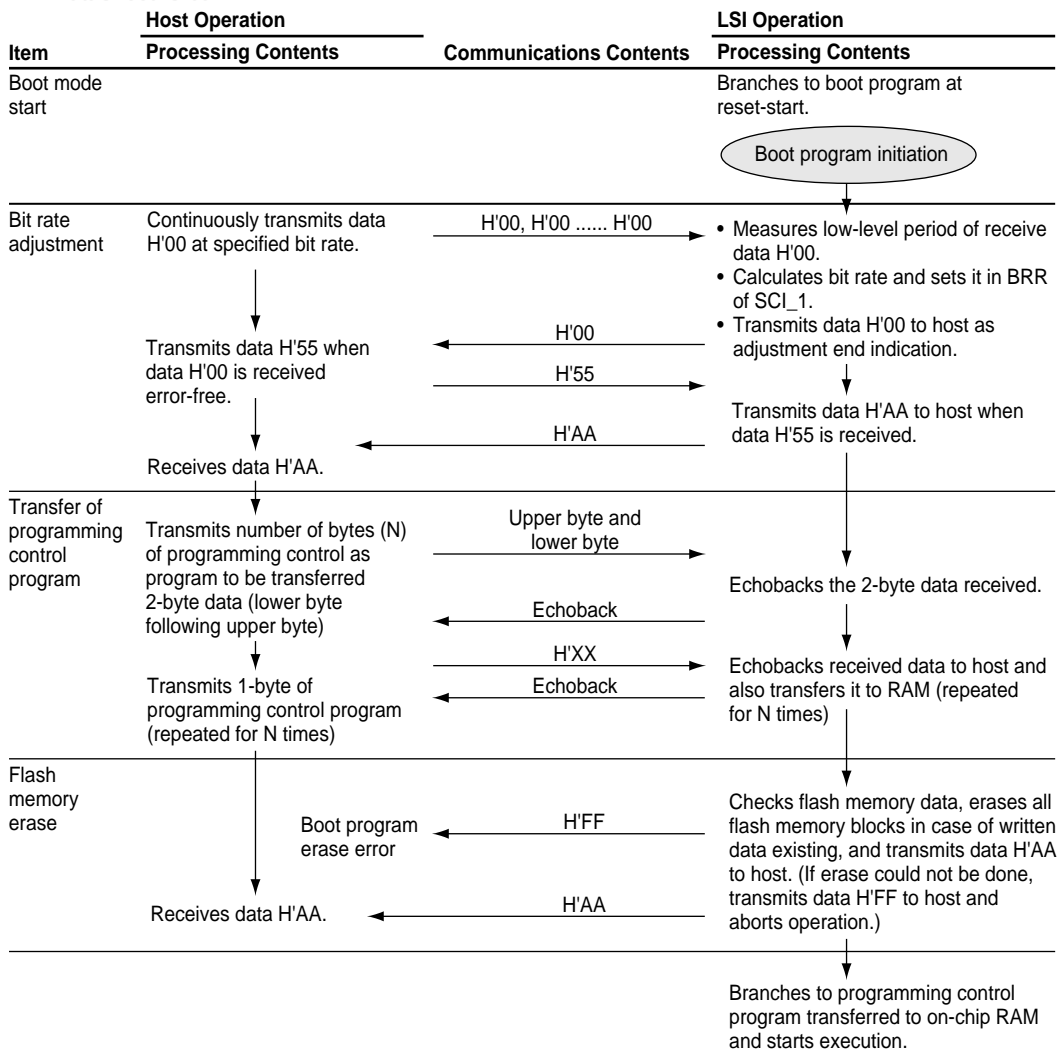 Host Operation
LSI Operation
Item
Processing Contents
Communications Contents
Processing Contents
Boot mode
start
Branches to boot program at
reset-start.
Boot program initiation
Bit rate
adjustment
Continuously transmits data
H'00 at specified bit rate.
H'00, H'00 ...... H'00
• Measures low-level period of receive
data H'00.
• Calculates bit rate and sets it in BRR
of SCI_1.
• Transmits data H'00 to host as
adjustment end indication.
H'00
Transmits data H'55 when
data H'00 is received
error-free.
H'55
Transmits data H'AA to host when
data H'55 is received.
H'AA
Receives data H'AA.
Transfer of
programming
control
program
Transmits number of bytes (N)
of programming control as
program to be transferred
2-byte data (lower byte
following upper byte)
Upper byte and
lower byte
Echobacks the 2-byte data received.
Echoback
H'XX
Echobacks received data to host and
also transfers it to RAM (repeated
for N times)
Echoback
Transmits 1-byte of
programming control program
(repeated for N times)
Flash
memory
erase
Checks flash memory data, erases all
flash memory blocks in case of written
data existing, and transmits data H'AA
to host. (If erase could not be done,
transmits data H'FF to host and
aborts operation.)
Boot program
erase error
H'FF
Receives data H'AA.
H'AA
Branches to programming control
program transferred to on-chip RAM
and starts execution.